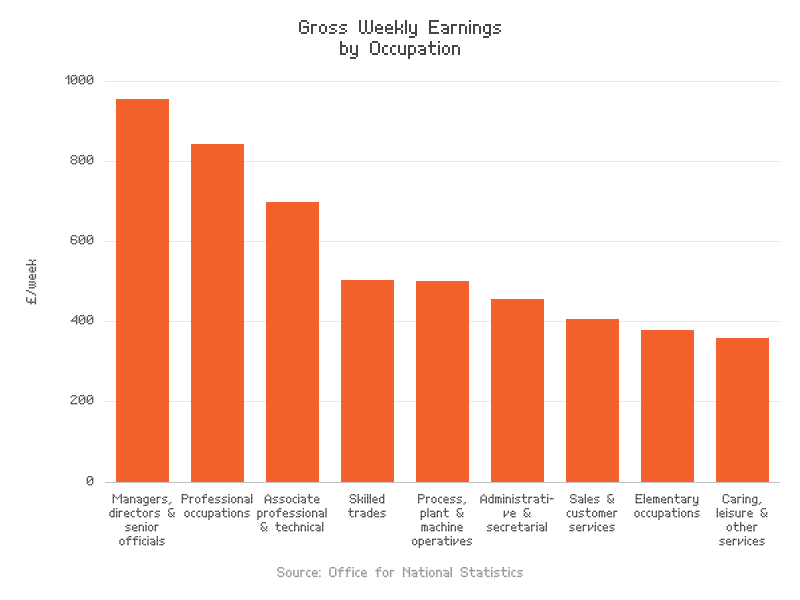 Gross Weekly Earnings
by Occupation
1000
800
600
400
200
0
£/week
Managers,
directors &
senior
officials
Professional
occupations
Associate
professional
& technical
Skilled
trades
Process,
plant &
machine
operatives
Administrati-
ve &
secretarial
Sales &
customer
services
Elementary
occupations
Caring,
leisure &
other
services
Source: Office for National Statistics